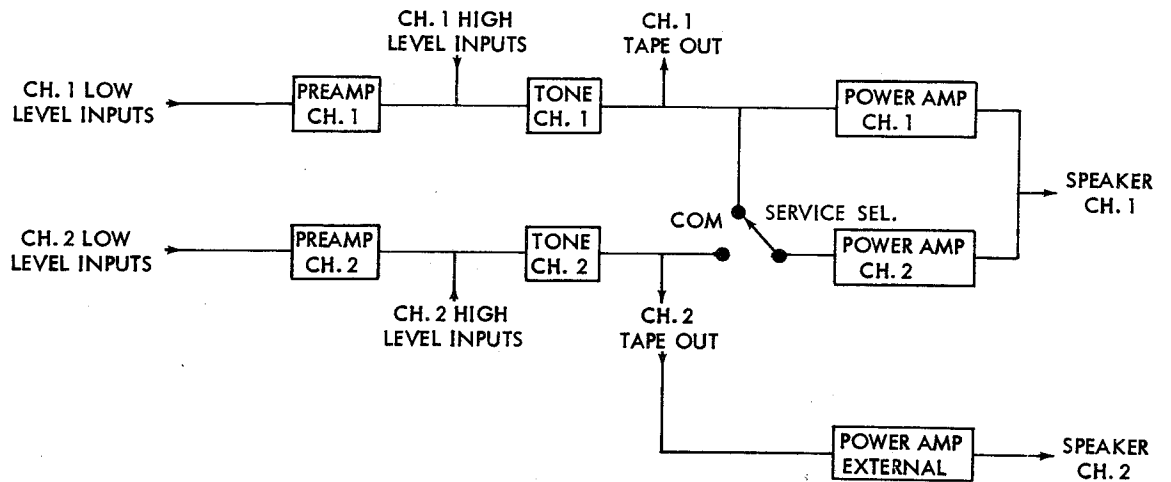 CH. 1 HIGH
LEVEL INPUTS
CH. 1
TAPE OUT
CH. 1 LOW
LEVEL INPUTS
PREAMP
CH. 1
TONE
CH. 1
POWER AMP
CH. 1
SPEAKER
CH. 1
COM
SERVICE SEL.
CH. 2 LOW
LEVEL INPUTS
PREAMP
CH. 2
TONE
CH. 2
POWER AMP
CH. 2
CH. 2 HIGH
LEVEL INPUTS
CH. 2
TAPE OUT
POWER AMP
EXTERNAL
SPEAKER
CH. 2